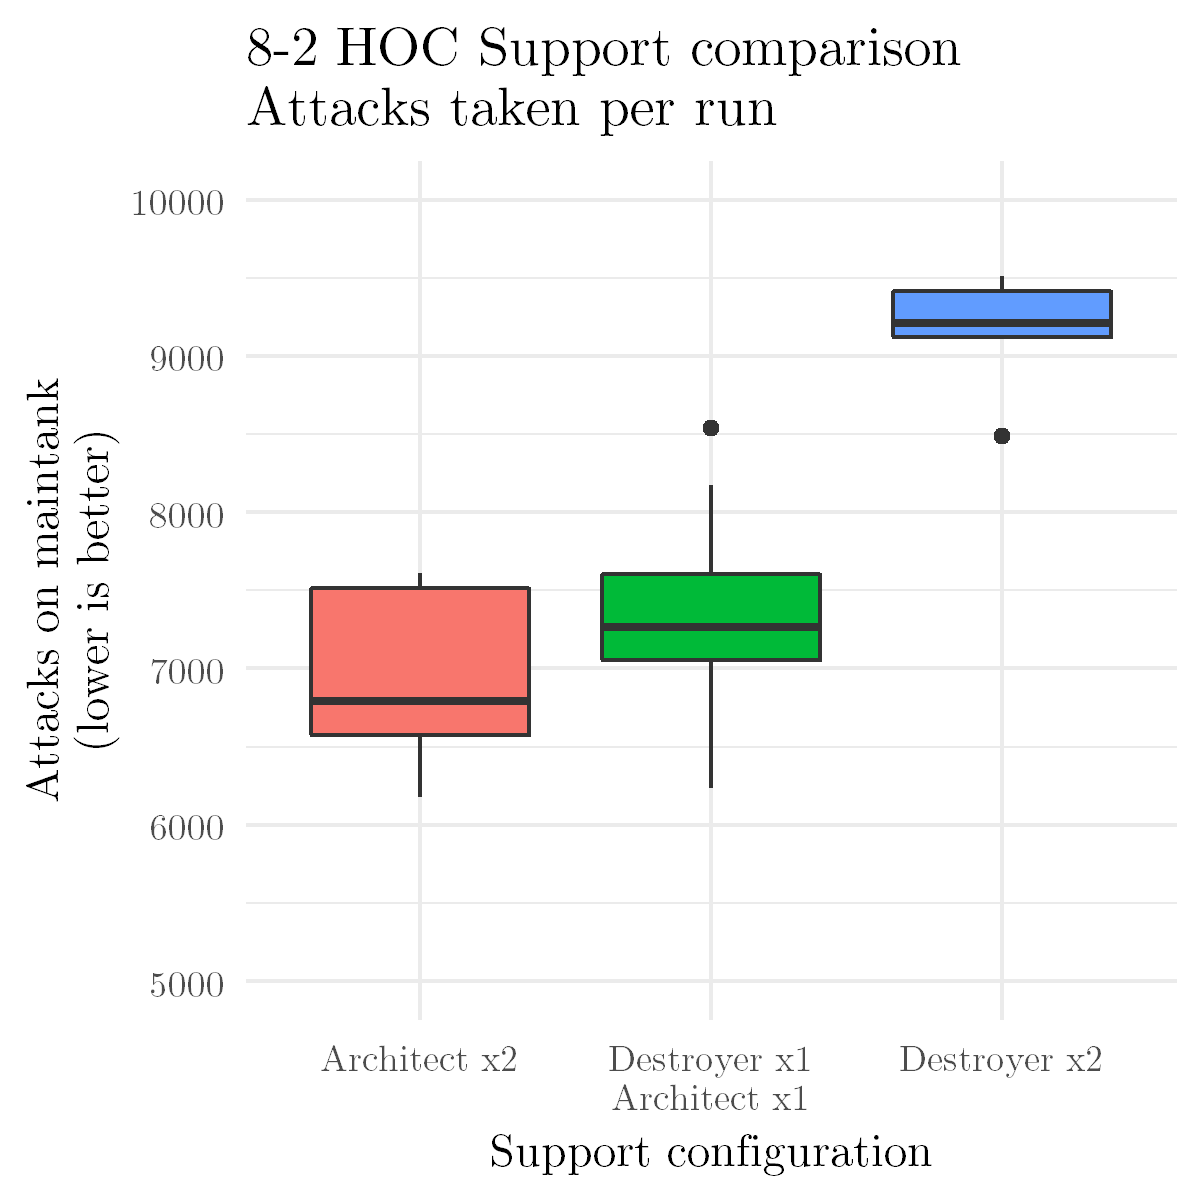 8-2 HOC Support comparison
Attacks taken per run
Attacks on maintank
(lower is better)
10000
9000
8000
7000
6000
5000
Architect x2
Destroyer x1
Architect x1
Destroyer x2
Support configuration